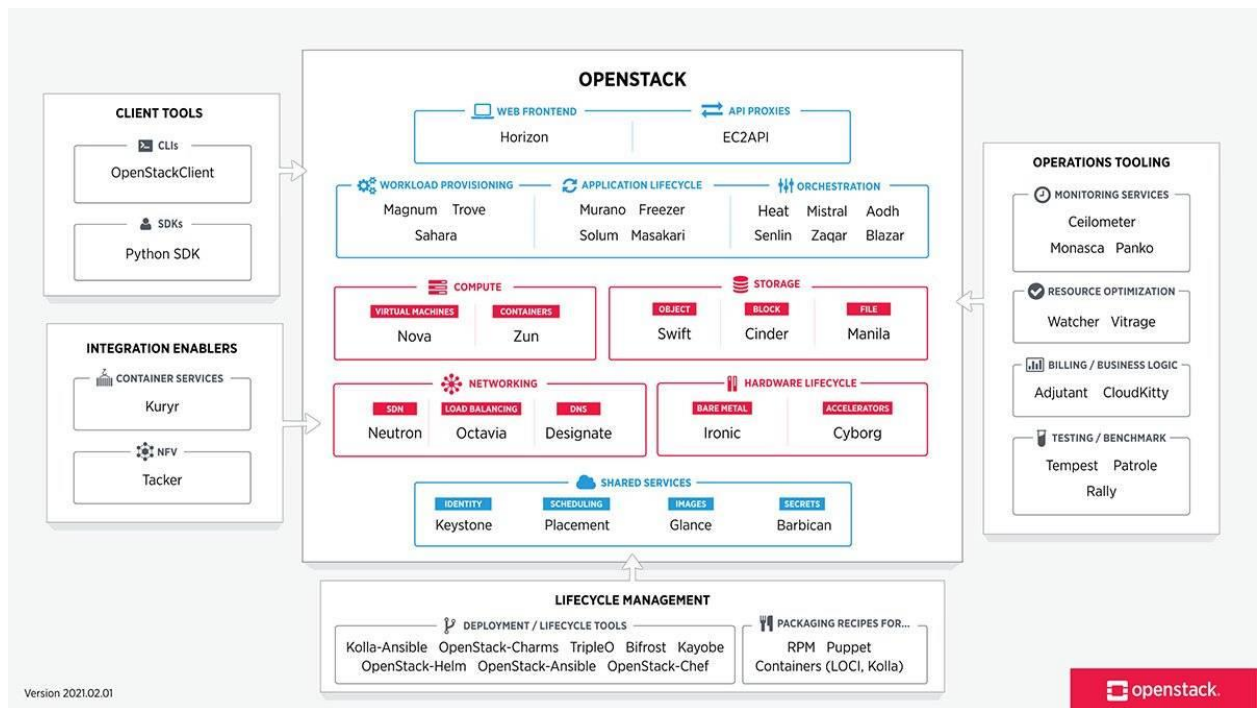 OPENSTACK
WEB FRONTEND
Horizon
API PROXIES
EC2API
WORKLOAD PROVISIONING
Magnum Trove
Sahara
APPLICATION LIFECYCLE
Murano Freezer
Solum Masakari
ORCHESTRATION
Heat Mistral Aodh
Senlin Zaqar Blazar
COMPUTE
VIRTUAL MACHINES
Nova
CONTAINERS
Zun
STORAGE
OBJECT
Swift
BLOCK
Cinder
FILE
Manila
NETWORKING
SDN
Neutron
LOAD BALANCING
Octavia
DNS
Designate
HARDWARE LIFECYCLE
BARE METAL
Ironic
ACCELERATORS
Cyborg
SHARED SERVICES
IDENTITY
Keystone
SCHEDULING
Placement
IMAGES
Glance
SECRETS
Barbican
CLIENT TOOLS
CLIs
OpenStackClient
SDKs
Python SDK
INTEGRATION ENABLERS
CONTAINER SERVICES
Kuryr
NFV
Tacker
OPERATIONS TOOLING
MONITORING SERVICES
Ceilometer
Monasca Panko
RESOURCE OPTIMIZATION
Watcher Vitrage
BILLING / BUSINESS LOGIC
Adjutant CloudKitty
TESTING / BENCHMARK
Tempest Patrole
Rally
LIFECYCLE MANAGEMENT
DEPLOYMENT / LIFECYCLE TOOLS
Kolla-Ansible OpenStack-Charms TripleO Bifrost Kayobe
OpenStack-Helm OpenStack-Ansible OpenStack-Chef
PACKAGING RECIPES FOR...
RPM Puppet
Containers (LOCI, Kolla)
Version 2021.02.01
openstack.